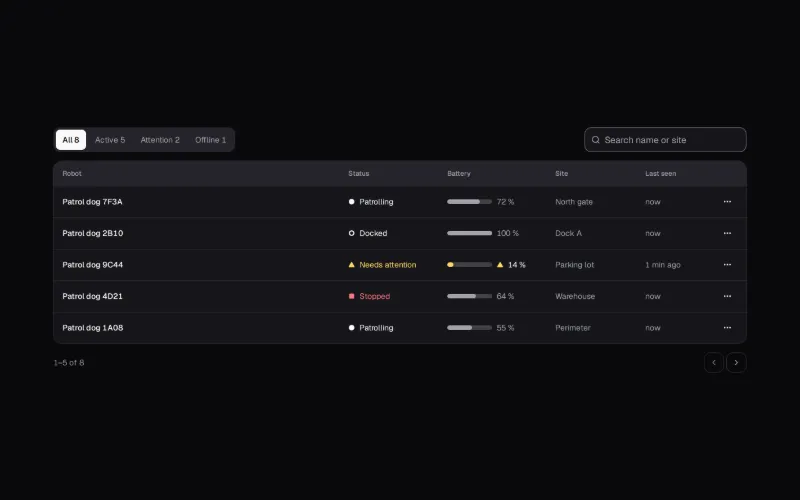 All 8 Active 5 Attention 2 Offline 1 Search name or site
Robot Status Battery Site Last seen
Patrol dog 7F3A Patrolling 72 % North gate now
Patrol dog 2B10 Docked 100 % Dock A now
Patrol dog 9C44 Needs attention 14 % Parking lot 1 min ago
Patrol dog 4D21 Stopped 64 % Warehouse now
Patrol dog 1A08 Patrolling 55 % Perimeter now
1–5 of 8